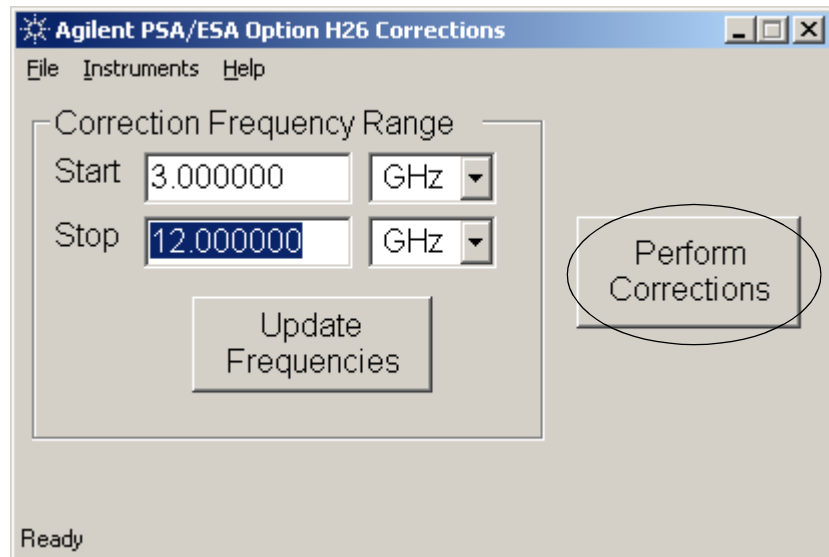 Agilent PSA/ESA Option H26 Corrections
File Instruments Help
Correction Frequency Range
Start 3.000000 GHz
Stop 12.000000 GHz
Update
Frequencies
Perform
Corrections
Ready